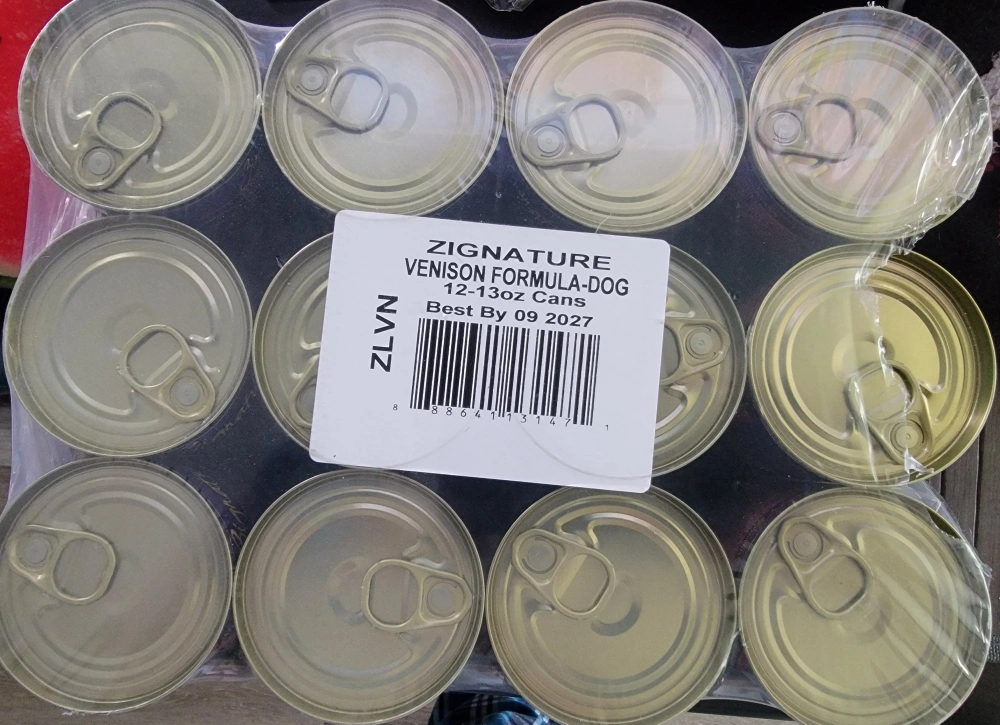 ZIGNATURE
VENISON FORMULA-DOG
12-13oz Cans
Best By 09 2027
ZLVN
8 88641 13147 1